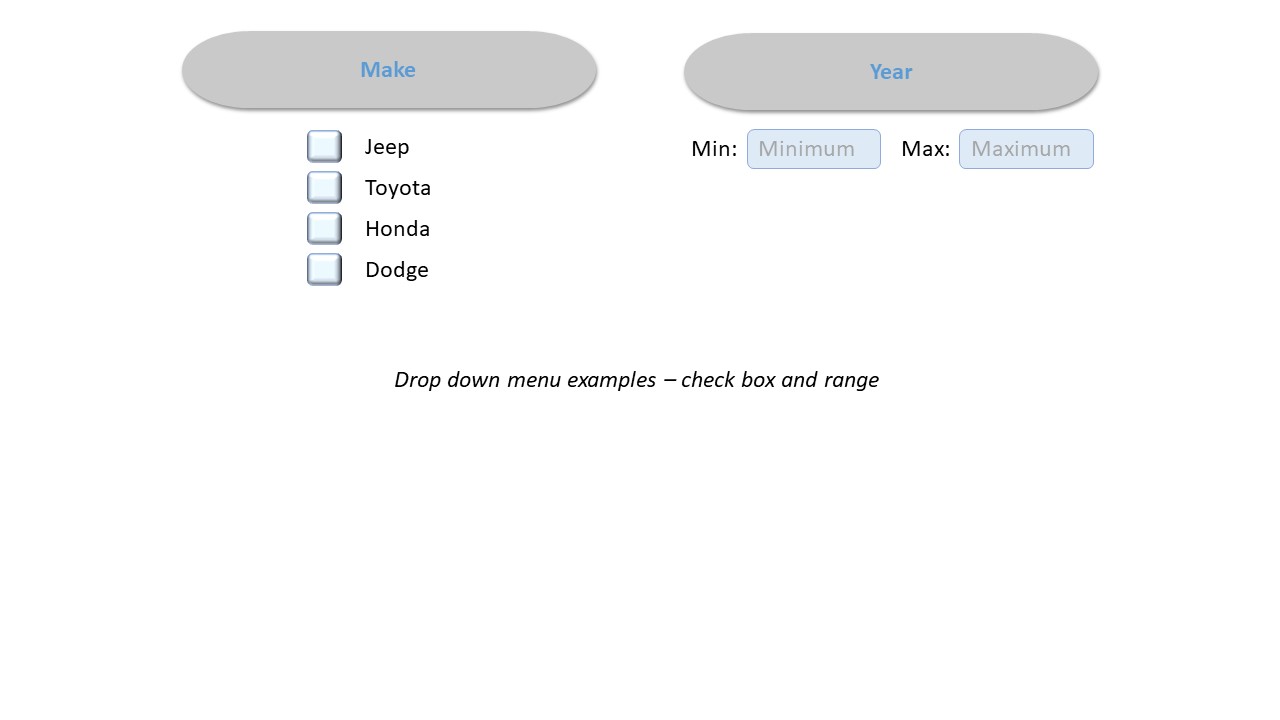 Make
Year
Jeep
Min: Minimum Max: Maximum
Toyota
Honda
Dodge
Drop down menu examples – check box and range